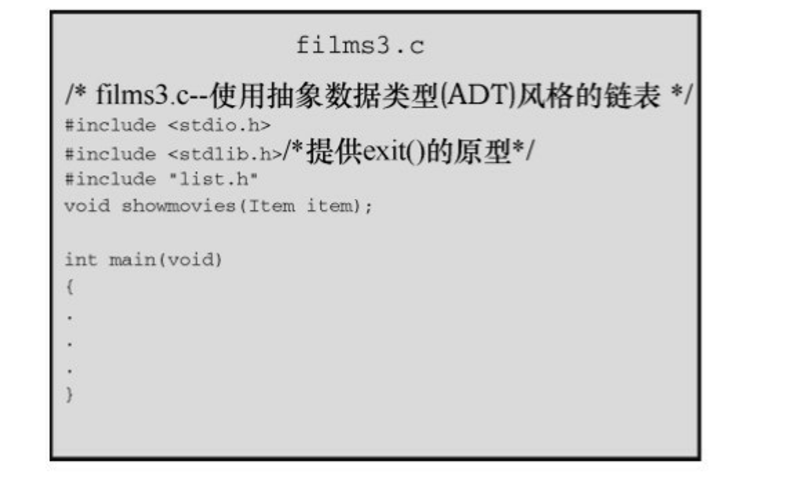 films3.c
/* films3.c--使用抽象数据类型(ADT)风格的链表 */
#include <stdio.h>
#include <stdlib.h>/*提供exit()的原型*/
#include "list.h"
void showmovies(Item item);
int main(void)
{
.
.
.
}